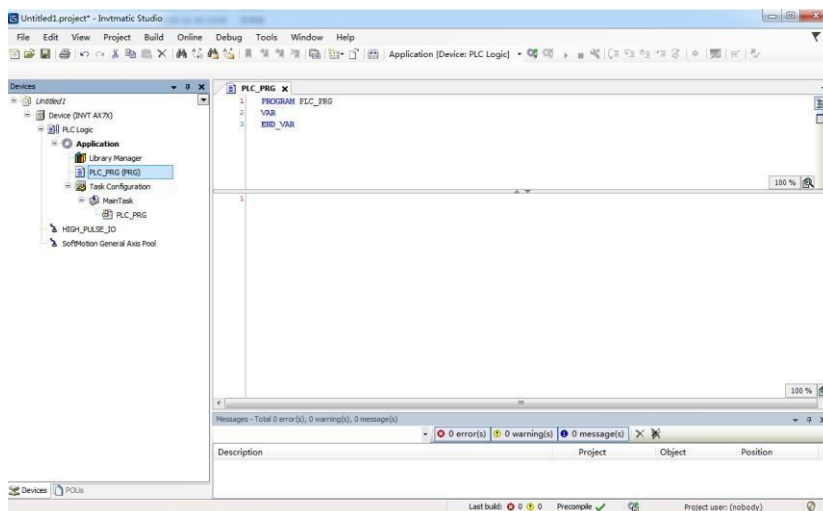 Untitled1.project* - Invtmatic Studio
File Edit View Project Build Online Debug Tools Window Help
Application [Device: PLC Logic]
Devices
Untitled1
Device (INVT AX7X)
PLC Logic
Application
Library Manager
PLC_PRG (PRG)
Task Configuration
MainTask
PLC_PRG
HIGH_PULSE_IO
SoftMotion General Axis Pool
PLC_PRG
1 PROGRAM PLC_PRG
2 VAR
3 END_VAR
100 %
1
100 %
Messages - Total 0 error(s), 0 warning(s), 0 message(s)
0 error(s) 0 warning(s) 0 message(s)
Description Project Object Position
Devices POUs
Last build: 0 0 Precompile Project user: (nobody)